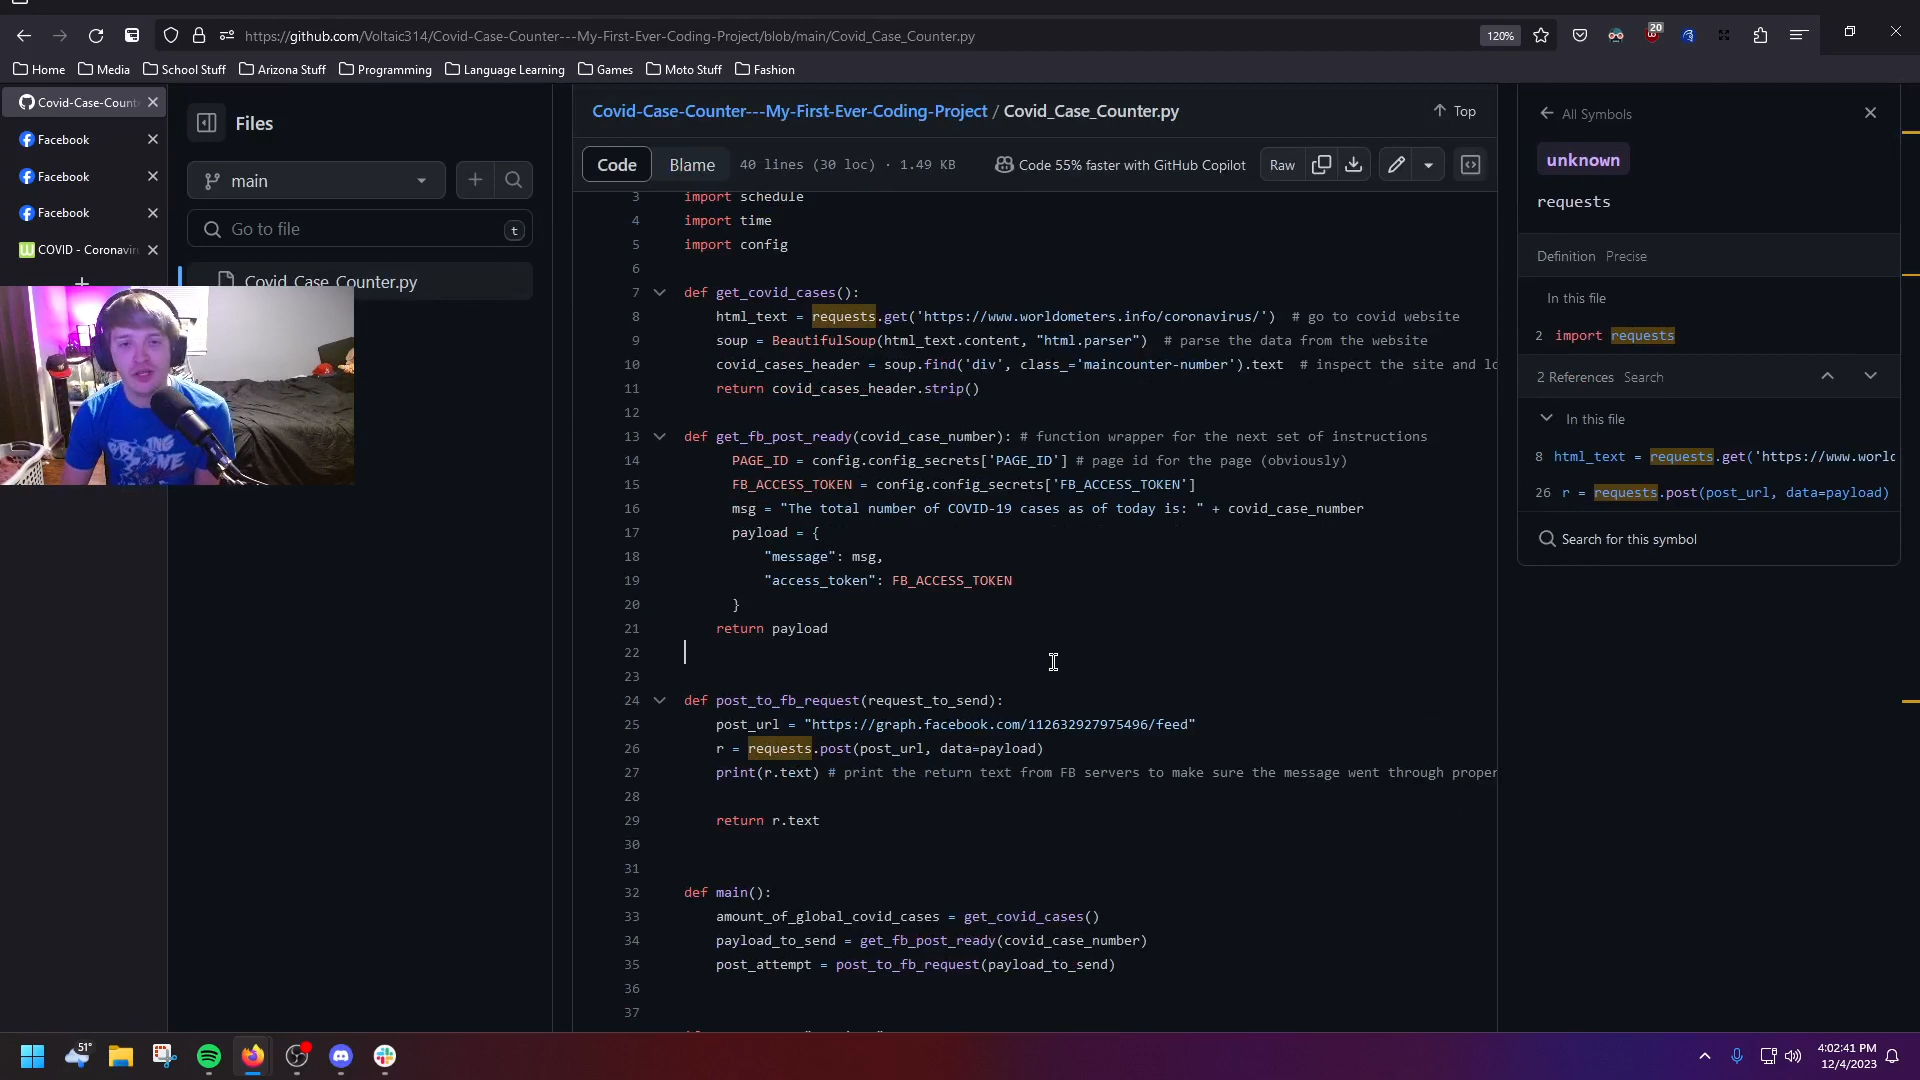 https://github.com/Voltaic314/Covid-Case-Counter---My-First-Ever-Coding-Project/blob/main/Covid_Case_Counter.py
120%
20
Home
Media
School Stuff
Arizona Stuff
Programming
Language Learning
Games
Moto Stuff
Fashion
Covid-Case-Count
Facebook
Facebook
Facebook
COVID - Coronavir
Files
main
Go to file
t
Covid_Case_Counter.py
Covid-Case-Counter---My-First-Ever-Coding-Project / Covid_Case_Counter.py
Top
Code
Blame
40 lines (30 loc) · 1.49 KB
Code 55% faster with GitHub Copilot
Raw
3 import schedule
4 import time
5 import config
6
7 def get_covid_cases():
8 html_text = requests.get('https://www.worldometers.info/coronavirus/')  # go to covid website
9 soup = BeautifulSoup(html_text.content, "html.parser")  # parse the data from the website
10 covid_cases_header = soup.find('div', class_='maincounter-number').text  # inspect the site and lo
11 return covid_cases_header.strip()
12
13 def get_fb_post_ready(covid_case_number): # function wrapper for the next set of instructions
14 PAGE_ID = config.config_secrets['PAGE_ID'] # page id for the page (obviously)
15 FB_ACCESS_TOKEN = config.config_secrets['FB_ACCESS_TOKEN']
16 msg = "The total number of COVID-19 cases as of today is: " + covid_case_number
17 payload = {
18 "message": msg,
19 "access_token": FB_ACCESS_TOKEN
20 }
21 return payload
22
23
24 def post_to_fb_request(request_to_send):
25 post_url = "https://graph.facebook.com/112632927975496/feed"
26 r = requests.post(post_url, data=payload)
27 print(r.text) # print the return text from FB servers to make sure the message went through proper
28
29 return r.text
30
31
32 def main():
33 amount_of_global_covid_cases = get_covid_cases()
34 payload_to_send = get_fb_post_ready(covid_case_number)
35 post_attempt = post_to_fb_request(payload_to_send)
36
37
All Symbols
unknown
requests
Definition Precise
In this file
2 import requests
2 References Search
In this file
8 html_text = requests.get('https://www.worl
26 r = requests.post(post_url, data=payload)
Search for this symbol
51°
4:02:41 PM
12/4/2023